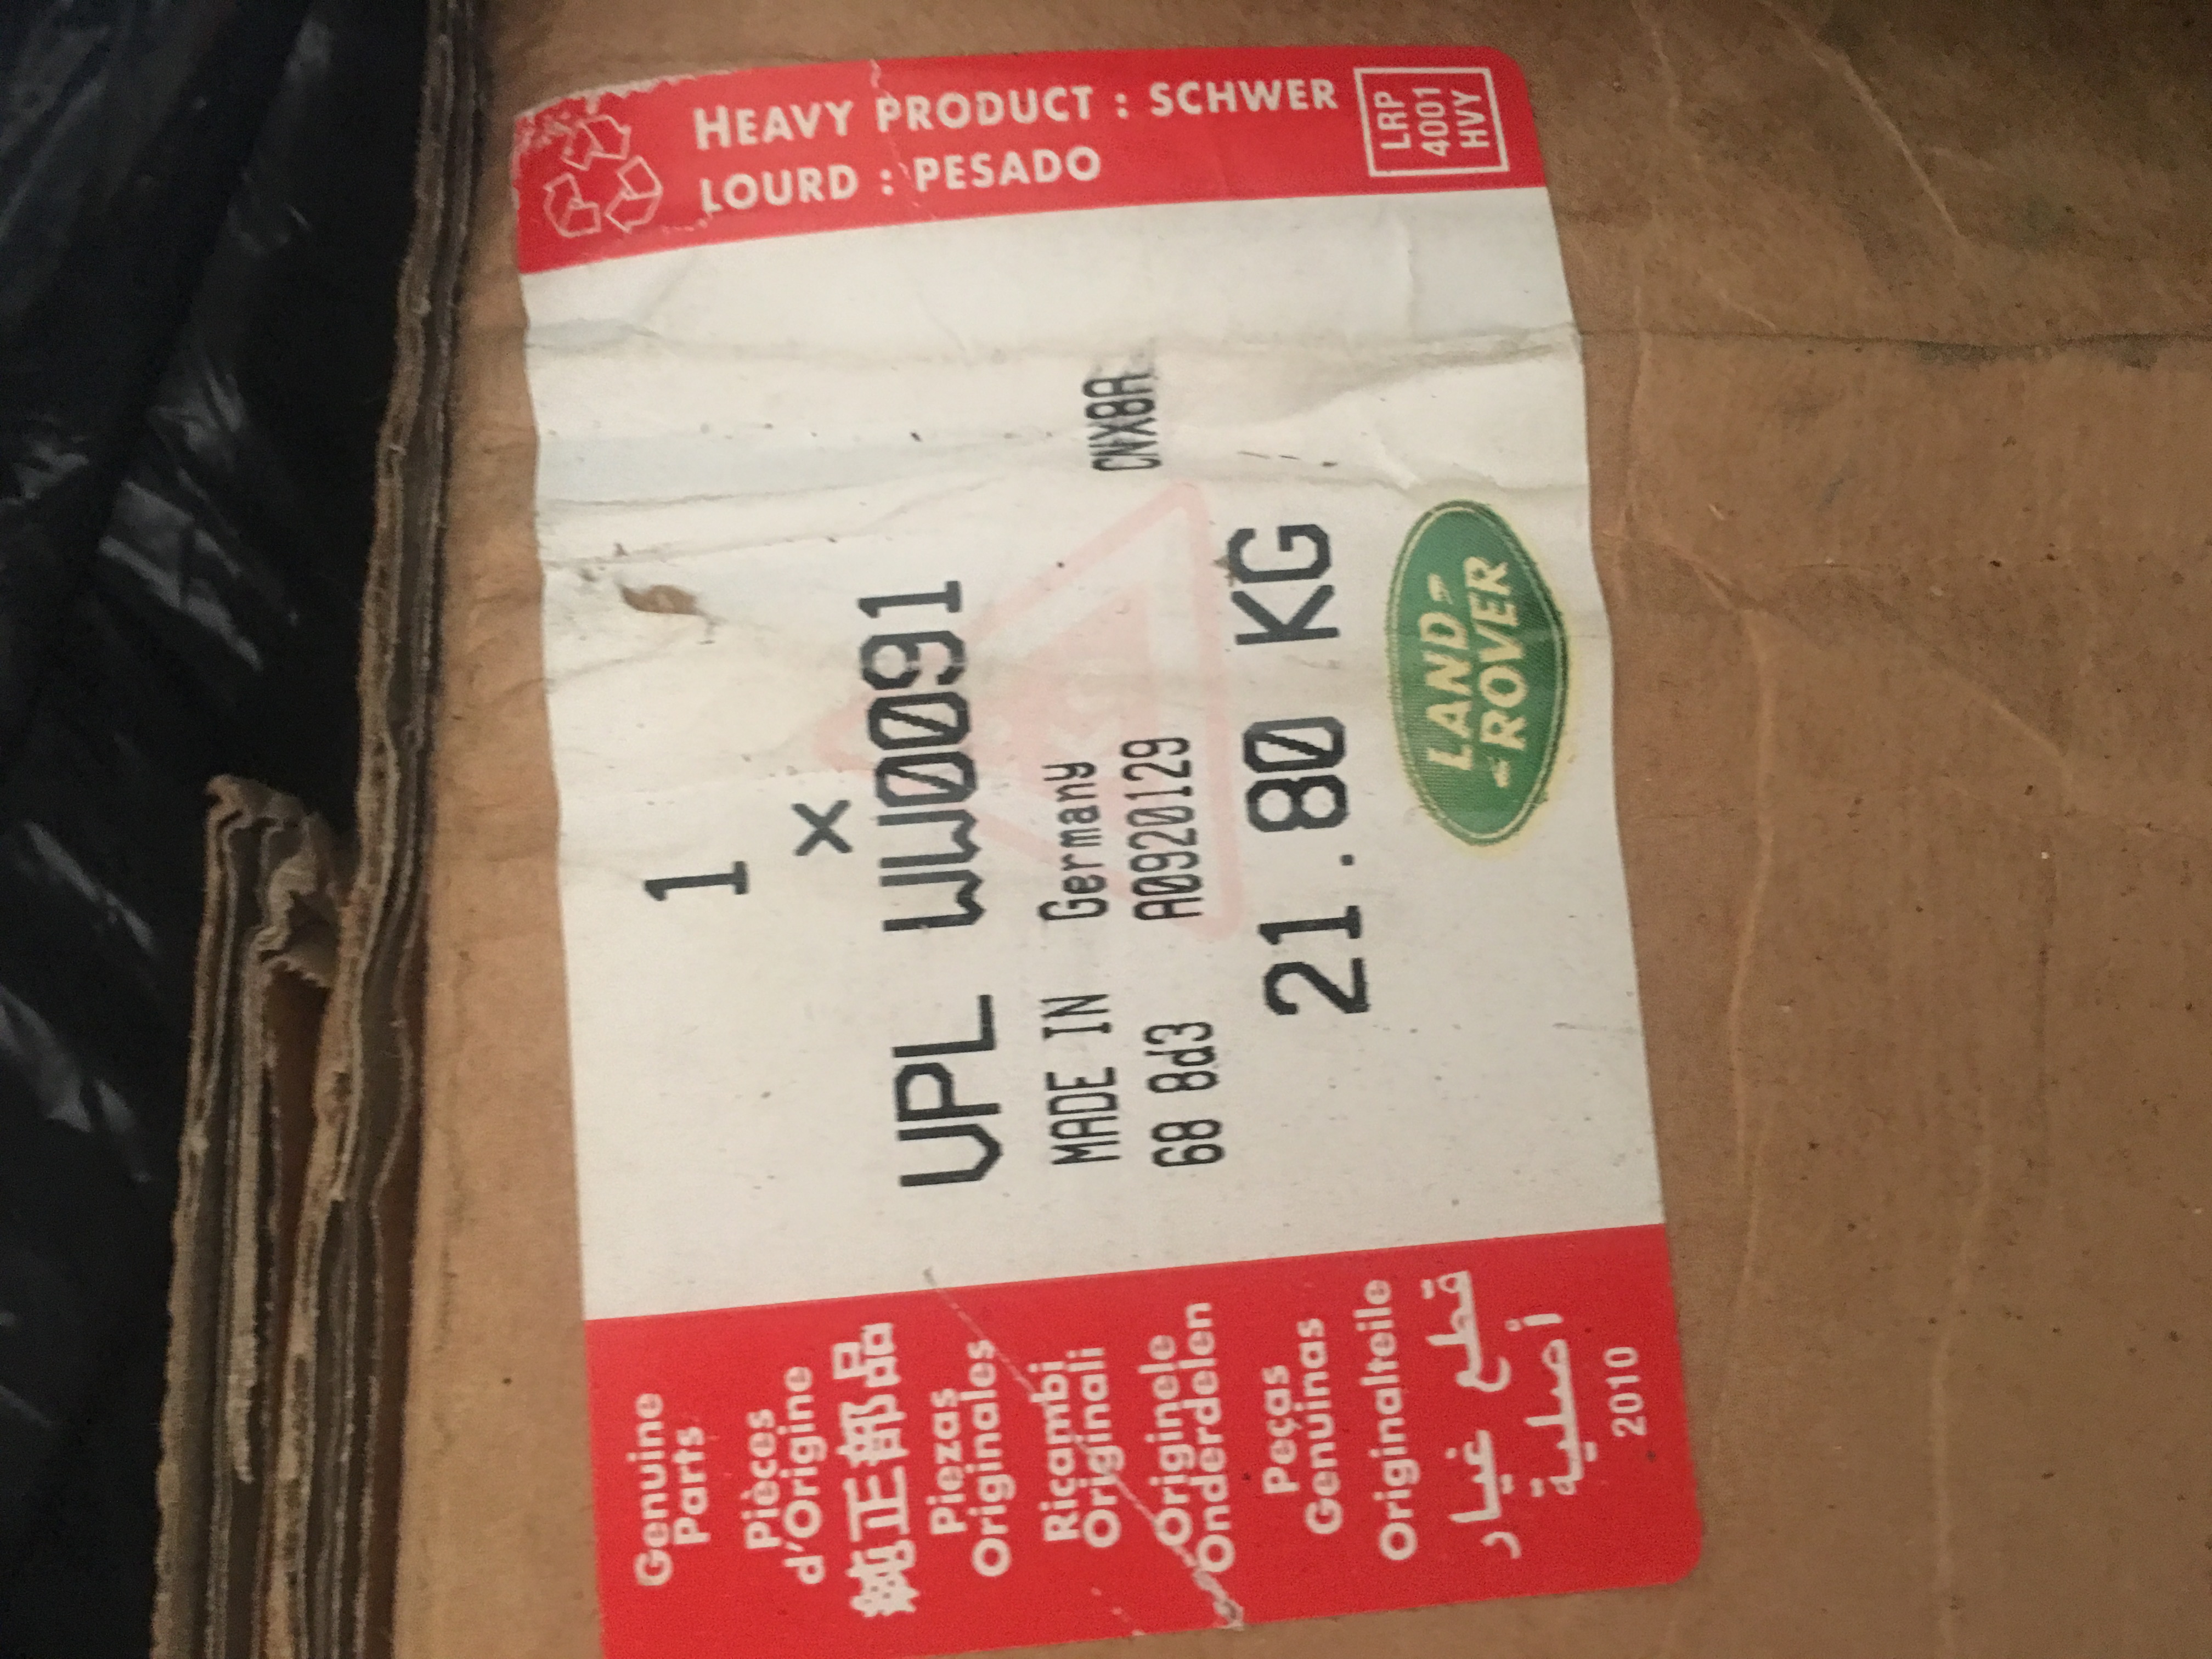 HEAVY PRODUCT : SCHWER
LOURD : PESADO
LRP
4001
HVY
1
X
UPL WW00091
MADE IN Germany
CNX8A
68 8d3 A0920129
21.80 KG
LAND
ROVER
Genuine
Parts
Pièces
d'Origine
純正部品
Piezas
Originales
Ricambi
Originali
Originele
Onderdelen
Peças
Genuinas
Originalteile
قطع غيار
أصلية
2010